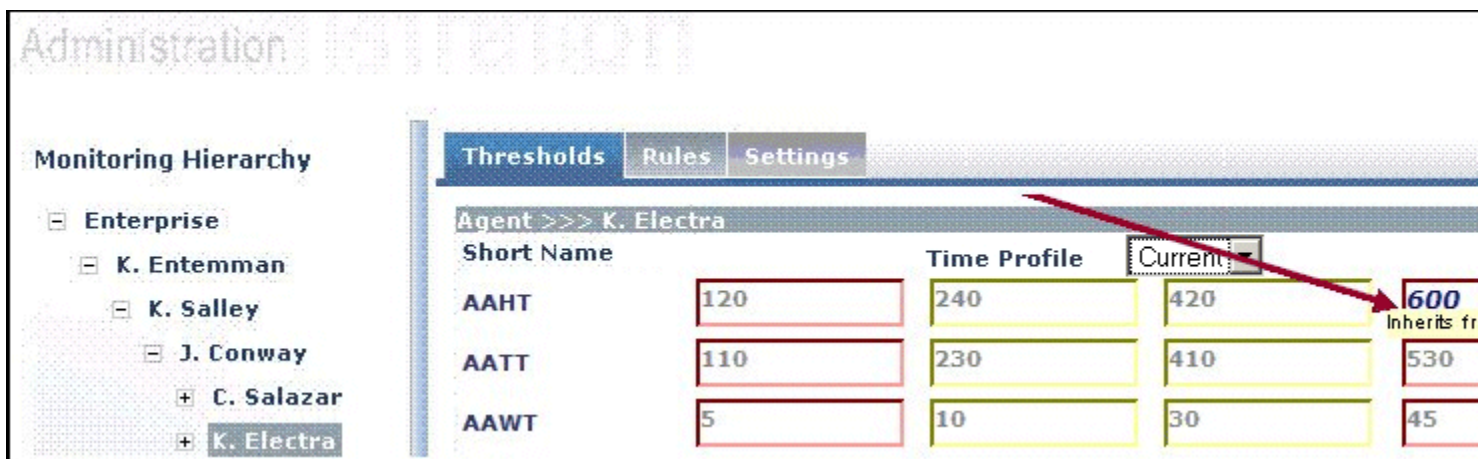 Administration
Monitoring Hierarchy
Enterprise
K. Entemman
K. Salley
J. Conway
C. Salazar
K. Electra
Thresholds Rules Settings
Agent >>> K. Electra
Short Name Time Profile Current
AAHT 120 240 420 600
Inherits fr
AATT 110 230 410 530
AAWT 5 10 30 45